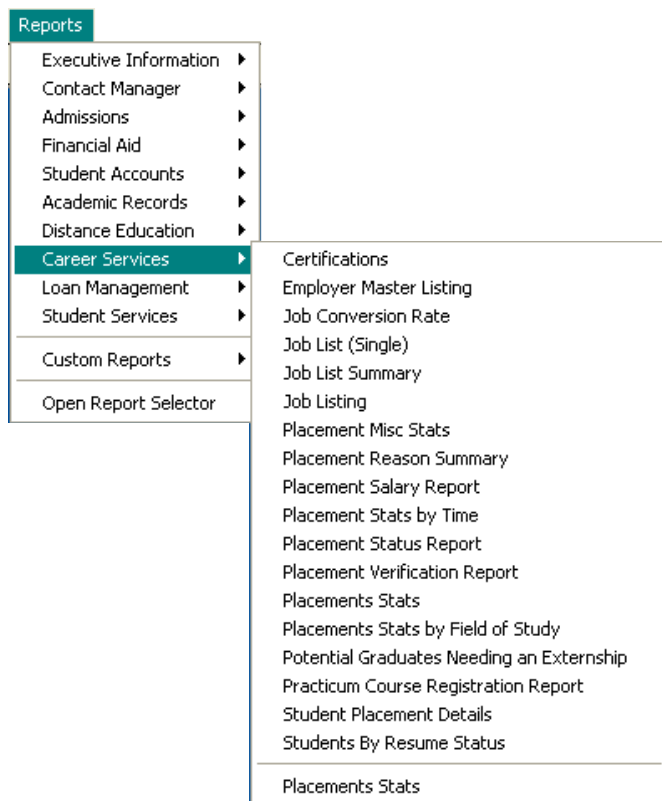 Reports
Executive Information
Contact Manager
Admissions
Financial Aid
Student Accounts
Academic Records
Distance Education
Career Services
Loan Management
Student Services
Custom Reports
Open Report Selector
Certifications
Employer Master Listing
Job Conversion Rate
Job List (Single)
Job List Summary
Job Listing
Placement Misc Stats
Placement Reason Summary
Placement Salary Report
Placement Stats by Time
Placement Status Report
Placement Verification Report
Placements Stats
Placements Stats by Field of Study
Potential Graduates Needing an Externship
Practicum Course Registration Report
Student Placement Details
Students By Resume Status
Placements Stats